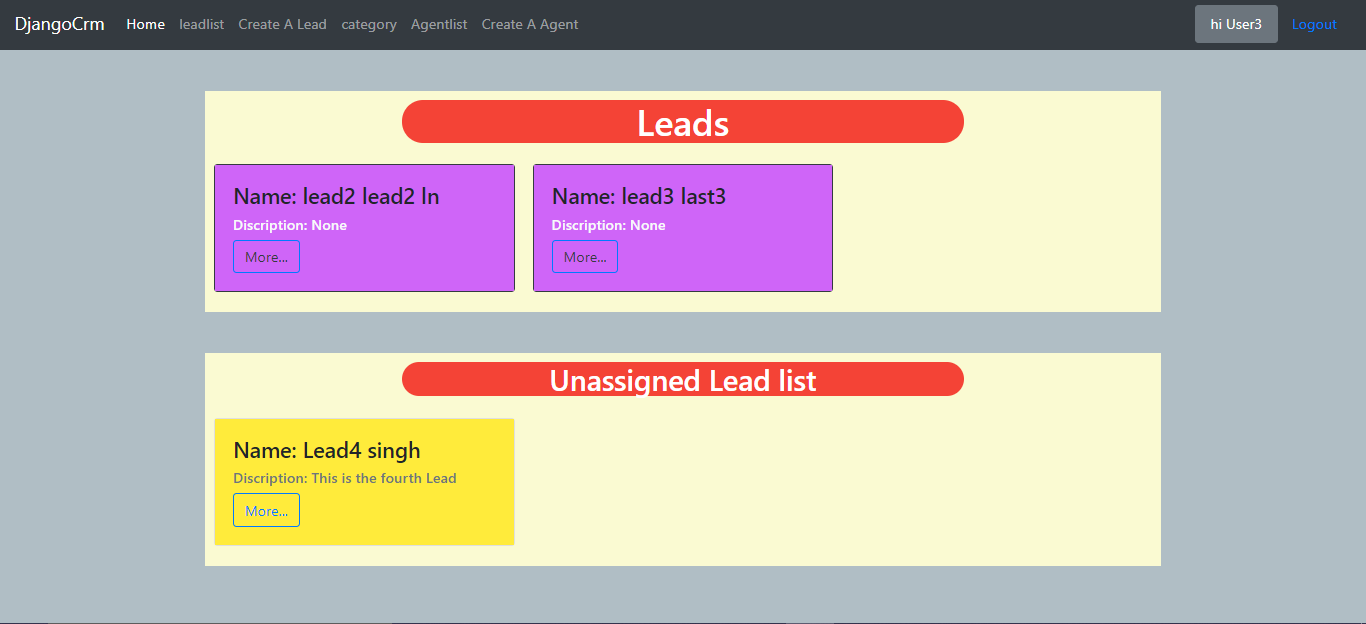 DjangoCrm Home leadlist Create A Lead category Agentlist Create A Agent hi User3 Logout
Leads
Name: lead2 lead2 ln
Discription: None
More...
Name: lead3 last3
Discription: None
More...
Unassigned Lead list
Name: Lead4 singh
Discription: This is the fourth Lead
More...